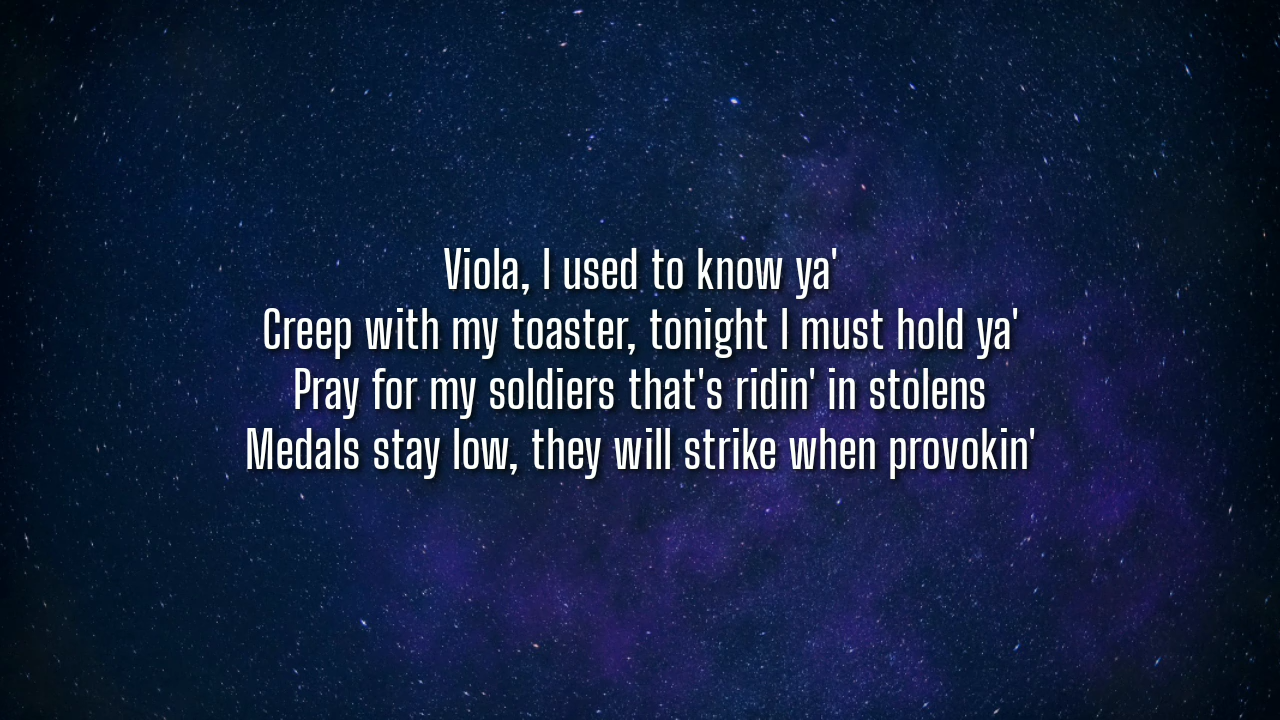 Viola, I used to know ya'
Creep with my toaster, tonight I must hold ya'
Pray for my soldiers that's ridin' in stolens
Medals stay low, they will strike when provokin'